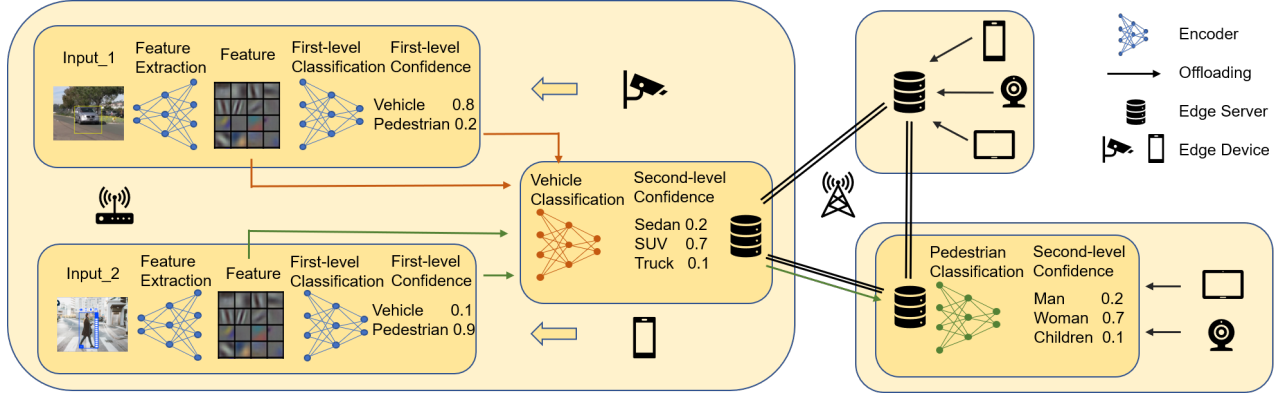 Input_1
Feature
Extraction
Feature
First-level
Classification
First-level
Confidence
Vehicle 0.8
Pedestrian 0.2
Vehicle
Classification
Second-level
Confidence
Sedan 0.2
SUV 0.7
Truck 0.1
Input_2
Feature
Extraction
Feature
First-level
Classification
First-level
Confidence
Vehicle 0.1
Pedestrian 0.9
Pedestrian
Classification
Second-level
Confidence
Man 0.2
Woman 0.7
Children 0.1
Encoder
Offloading
Edge Server
Edge Device